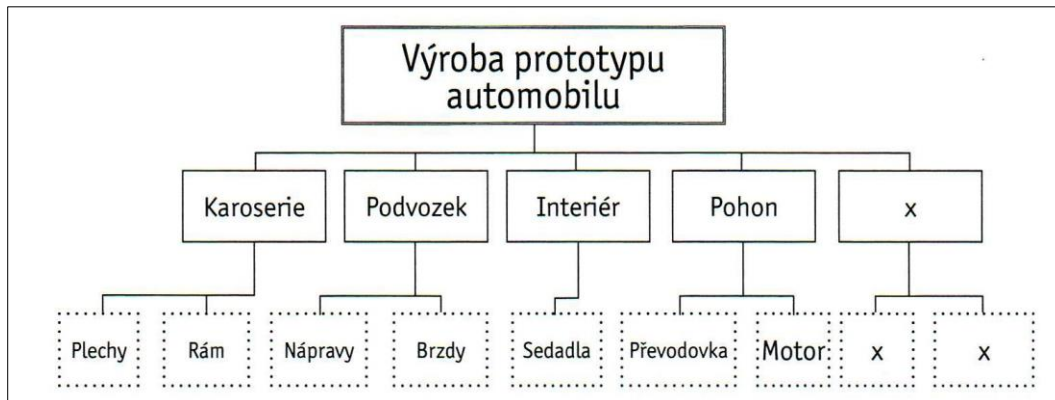 Výroba prototypu
automobilu
Karoserie
Podvozek
Interiér
Pohon
x
Plechy
Rám
Nápravy
Brzdy
Sedadla
Převodovka
Motor
x
x